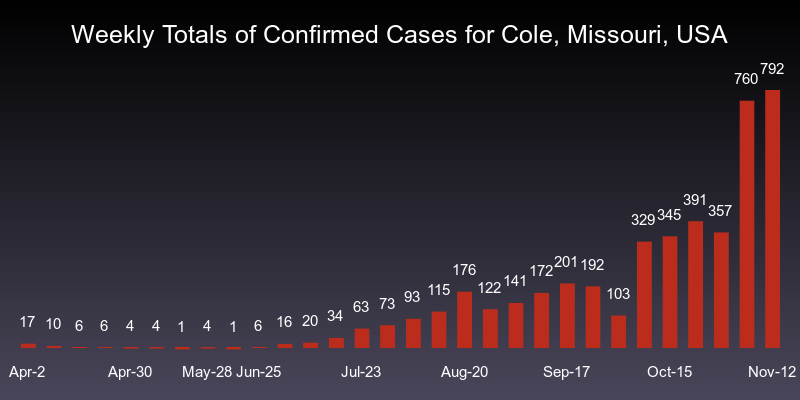 Weekly Totals of Confirmed Cases for Cole, Missouri, USA
17 10 6 6 4 4 1 4 1 6 16 20 34 63 73 93 115 176 122 141 172 201 192 103 329 345 391 357 760 792
Apr-2 Apr-30 May-28 Jun-25 Jul-23 Aug-20 Sep-17 Oct-15 Nov-12